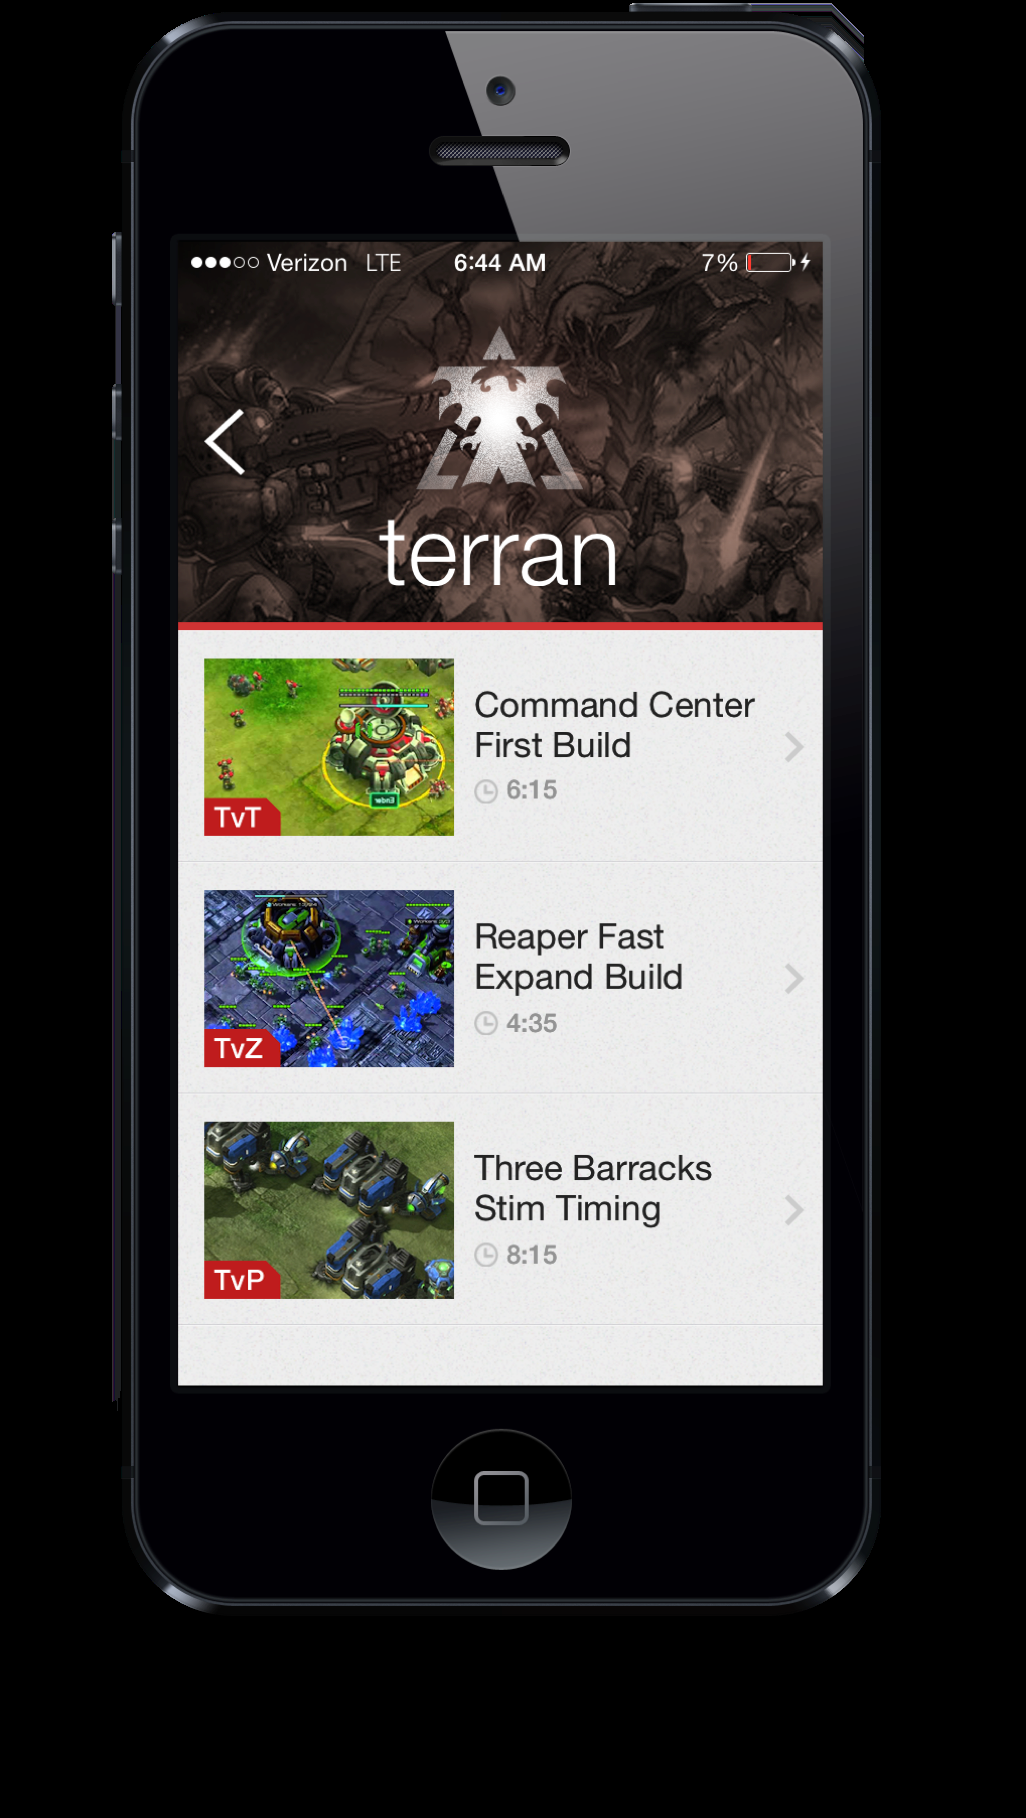 Verizon LTE 6:44 AM 7%
terran
Command Center
First Build
6:15
TvT
Reaper Fast
Expand Build
4:35
TvZ
Three Barracks
Stim Timing
8:15
TvP